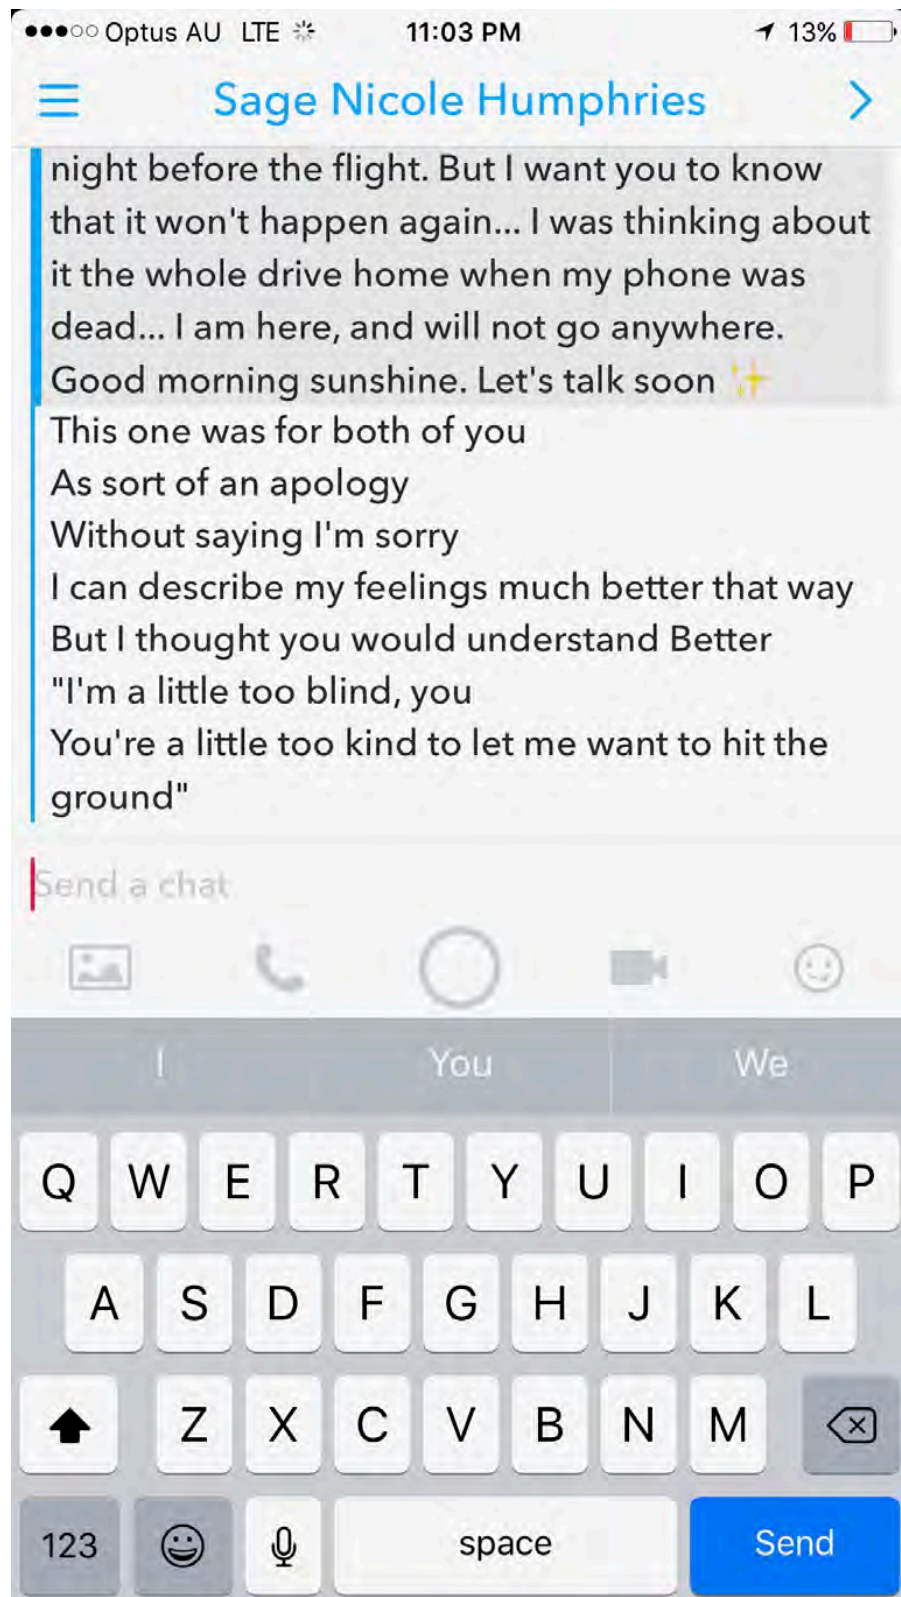 Optus AU LTE 11:03 PM 13%
Sage Nicole Humphries
night before the flight. But I want you to know
that it won't happen again... I was thinking about
it the whole drive home when my phone was
dead... I am here, and will not go anywhere.
Good morning sunshine. Let's talk soon ✨
This one was for both of you
As sort of an apology
Without saying I'm sorry
I can describe my feelings much better that way
But I thought you would understand Better
"I'm a little too blind, you
You're a little too kind to let me want to hit the
ground"
Send a chat
I You We
Q W E R T Y U I O P
A S D F G H J K L
Z X C V B N M
123 space Send